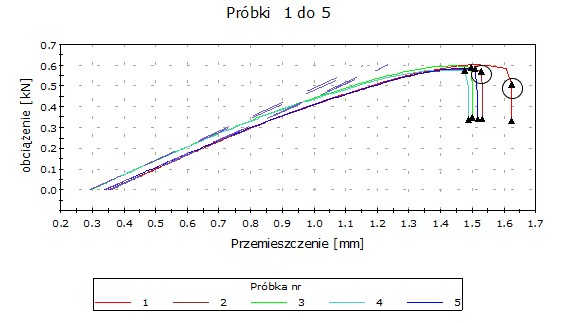 Próbki 1 do 5
obciążenie [kN]
0.7
0.6
0.5
0.4
0.3
0.2
0.1
0.0
0.2 0.3 0.4 0.5 0.6 0.7 0.8 0.9 1.0 1.1 1.2 1.3 1.4 1.5 1.6 1.7
Przemieszczenie [mm]
Próbka nr
1 2 3 4 5